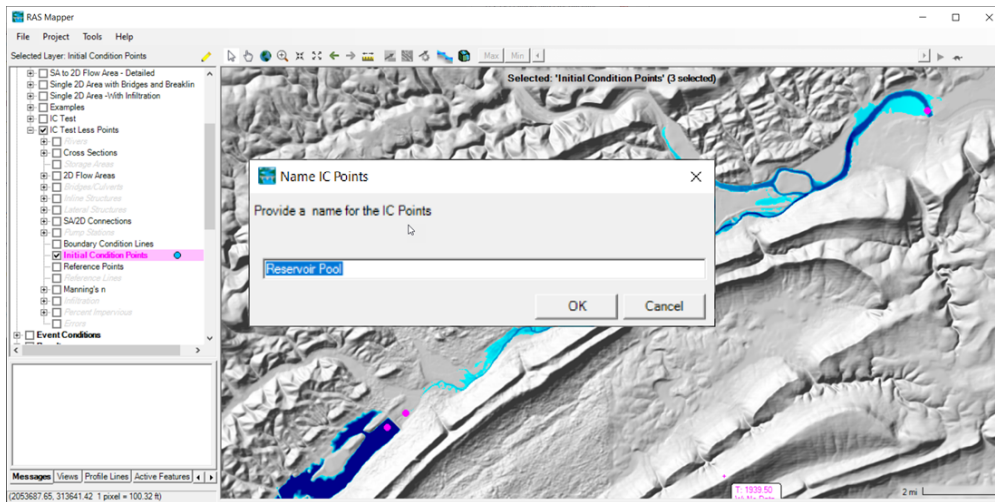 RAS Mapper
File Project Tools Help
Selected Layer: Initial Condition Points
Max Min
SA to 2D Flow Area - Detailed
Single 2D Area with Bridges and Breaklin
Single 2D Area -With Infiltration
Examples
IC Test
IC Test Less Points
Rivers
Cross Sections
Storage Areas
2D Flow Areas
Bridges/Culverts
Inline Structures
Lateral Structures
SA/2D Connections
Pump Stations
Boundary Condition Lines
Initial Condition Points
Reference Points
Reference Lines
Manning's n
Infiltration
Percent Impervious
Errors
Event Conditions
Selected: 'Initial Condition Points' (3 selected)
Name IC Points
Provide a name for the IC Points
Reservoir Pool
OK Cancel
Messages Views Profile Lines Active Features
(2053687.65, 313641.42 1 pixel = 100.32 ft)
T: 1939.50
2 mi